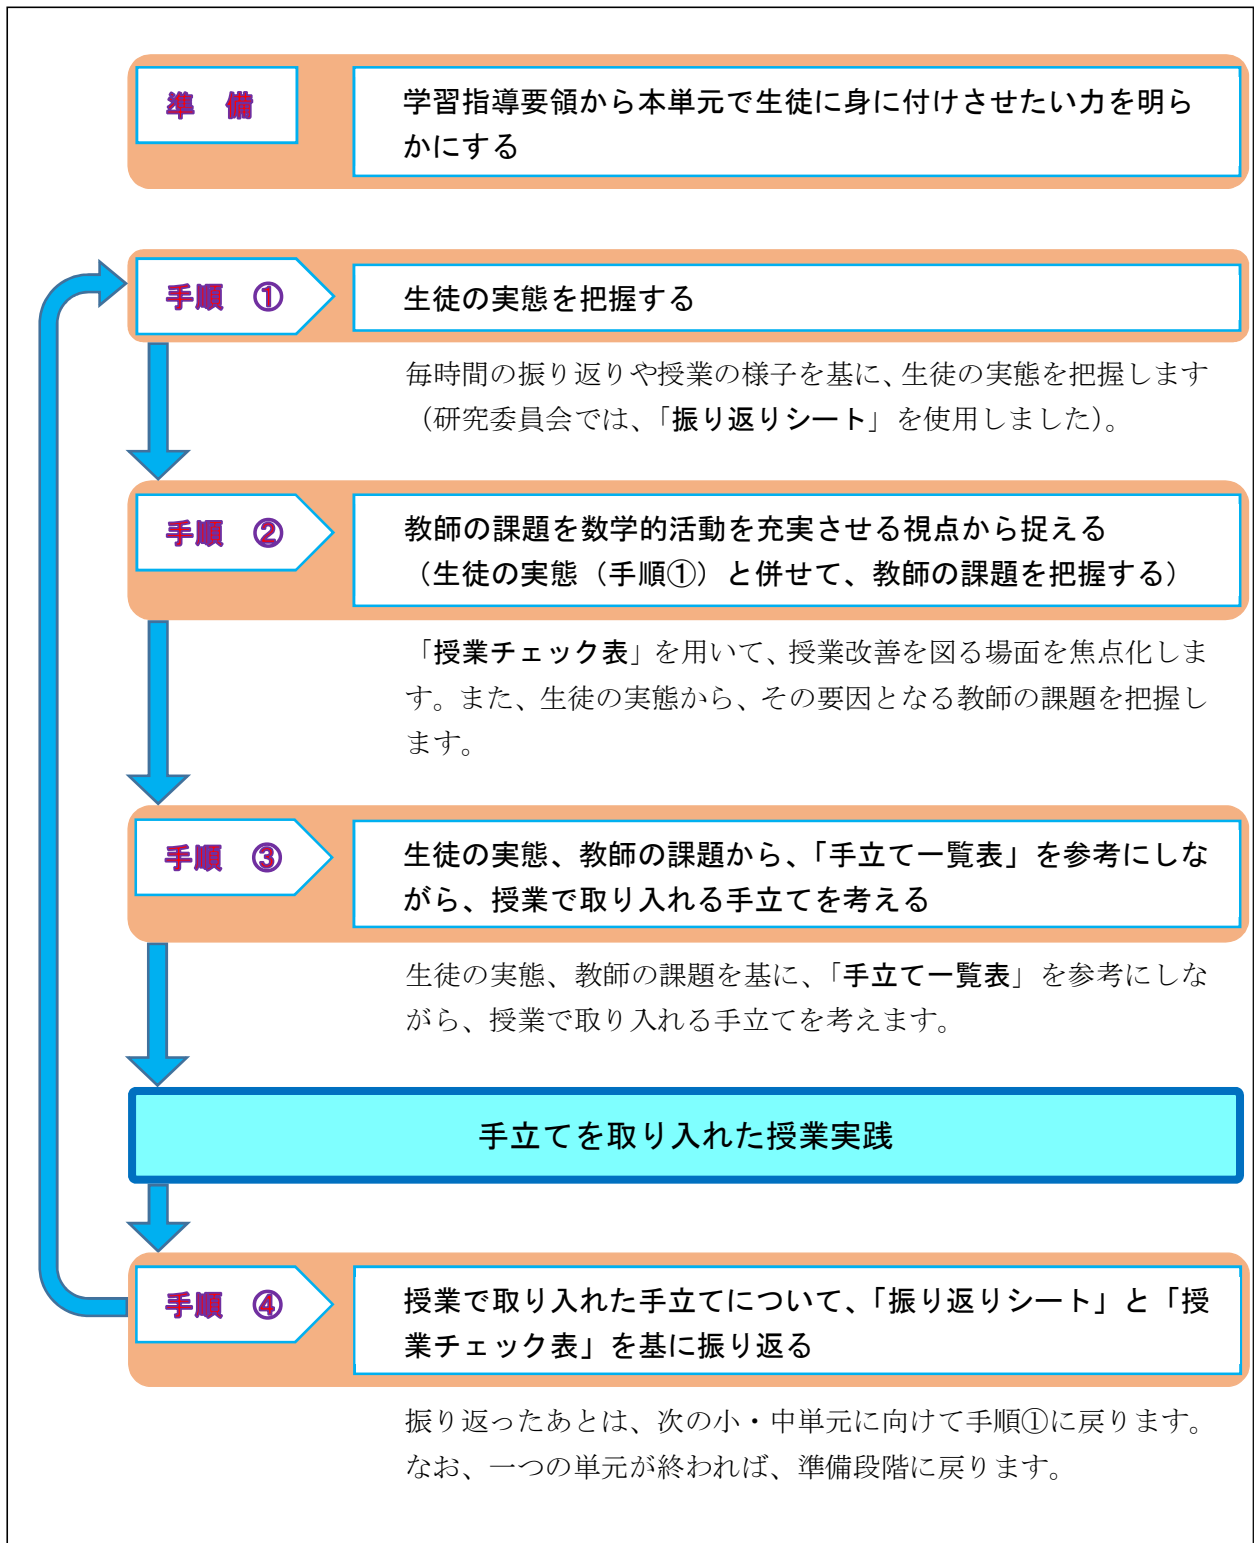 準　備
学習指導要領から本単元で生徒に身に付けさせたい力を明ら
かにする
手順　①
生徒の実態を把握する
毎時間の振り返りや授業の様子を基に、生徒の実態を把握します
（研究委員会では、「振り返りシート」を使用しました）。
手順　②
教師の課題を数学的活動を充実させる視点から捉える
（生徒の実態（手順①）と併せて、教師の課題を把握する）
「授業チェック表」を用いて、授業改善を図る場面を焦点化しま
す。また、生徒の実態から、その要因となる教師の課題を把握し
ます。
手順　③
生徒の実態、教師の課題から、「手立て一覧表」を参考にしな
がら、授業で取り入れる手立てを考える
生徒の実態、教師の課題を基に、「手立て一覧表」を参考にしな
がら、授業で取り入れる手立てを考えます。
手立てを取り入れた授業実践
手順　④
授業で取り入れた手立てについて、「振り返りシート」と「授
業チェック表」を基に振り返る
振り返ったあとは、次の小・中単元に向けて手順①に戻ります。
なお、一つの単元が終われば、準備段階に戻ります。